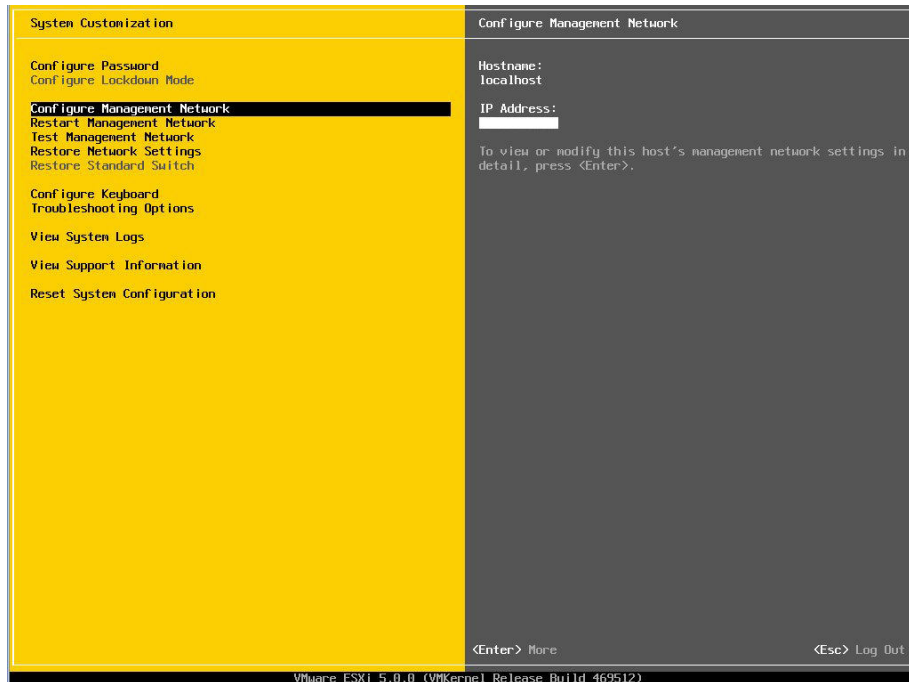 System Customization
Configure Password
Configure Lockdown Mode
Configure Management Network
Restart Management Network
Test Management Network
Restore Network Settings
Restore Standard Switch
Configure Keyboard
Troubleshooting Options
View System Logs
View Support Information
Reset System Configuration
Configure Management Network
Hostname:
localhost
IP Address:
To view or modify this host's management network settings in
detail, press <Enter>.
<Enter> More
<Esc> Log Out
VMware ESXi 5.0.0 (VMKernel Release Build 469512)